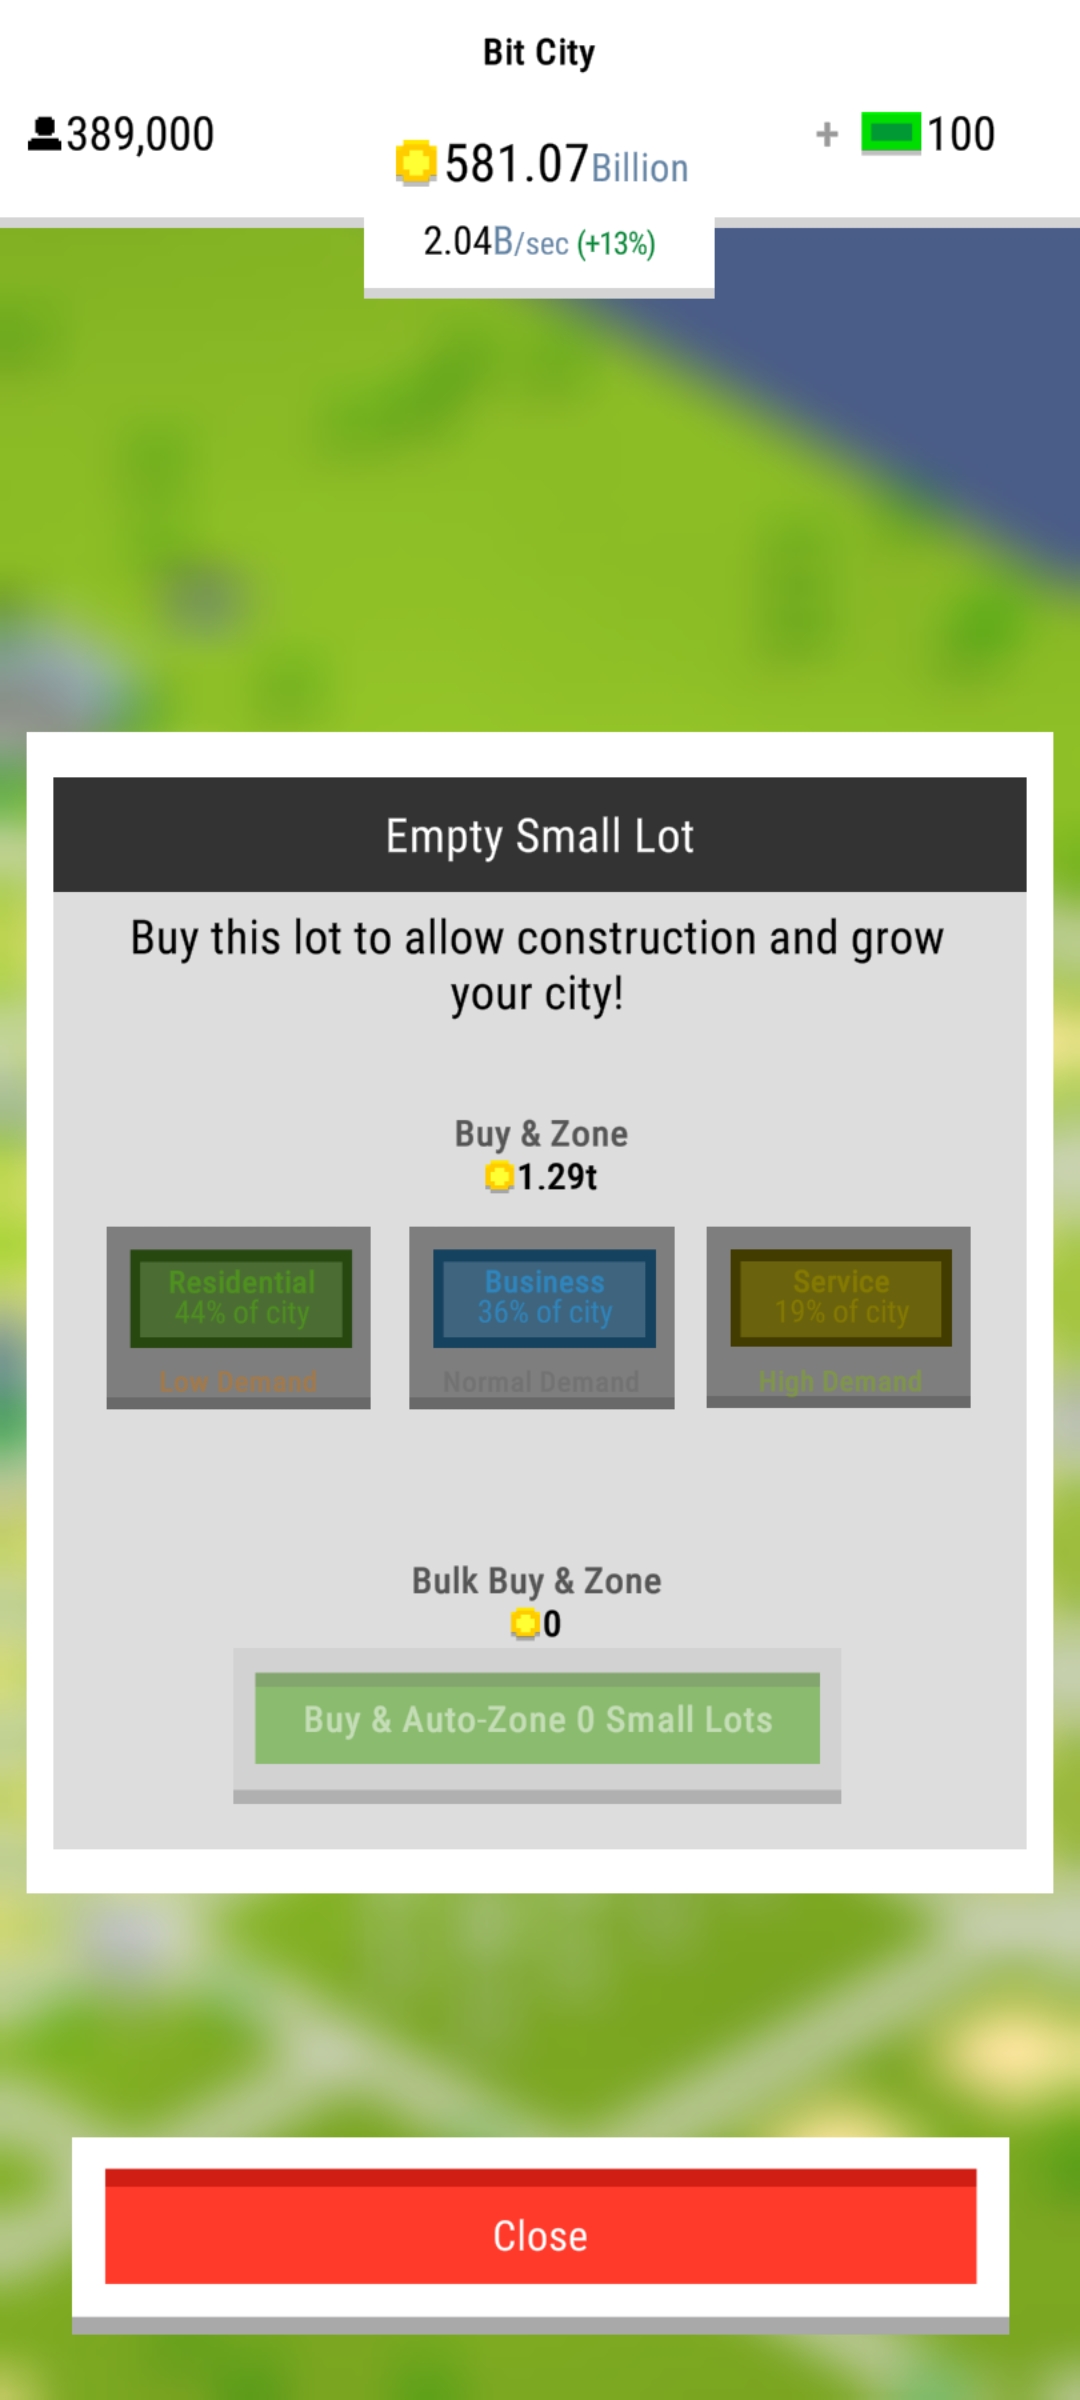 Bit City
389,000
581.07Billion
+ 100
2.04B/sec (+13%)
Empty Small Lot
Buy this lot to allow construction and grow
your city!
Buy & Zone
1.29t
Residential
44% of city
Low Demand
Business
36% of city
Normal Demand
Service
19% of city
High Demand
Bulk Buy & Zone
0
Buy & Auto-Zone 0 Small Lots
Close